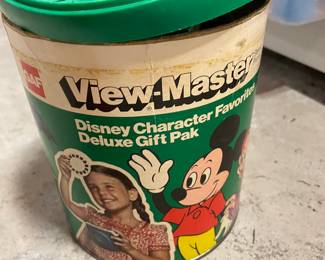 GAF
View-Master
Disney Character Favorites
Deluxe Gift Pak